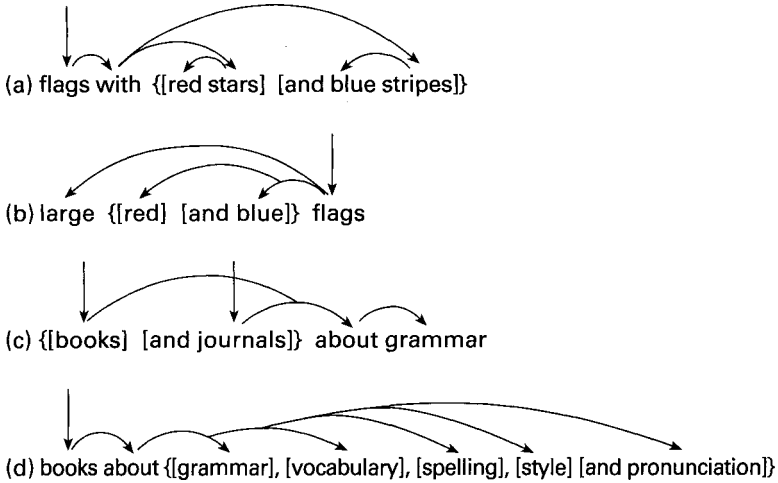 (a) flags with {[red stars] [and blue stripes]}
(b) large {[red] [and blue]} flags
(c) {[books] [and journals]} about grammar
(d) books about {[grammar], [vocabulary], [spelling], [style] [and pronunciation]}